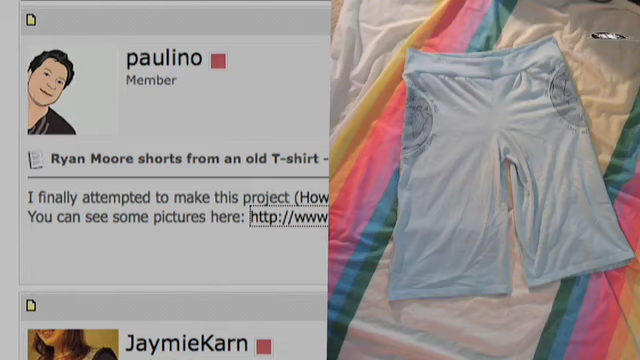 paulino
Member
Ryan Moore shorts from an old T-shirt -
I finally attempted to make this project (How
You can see some pictures here: http://www
JaymieKarn